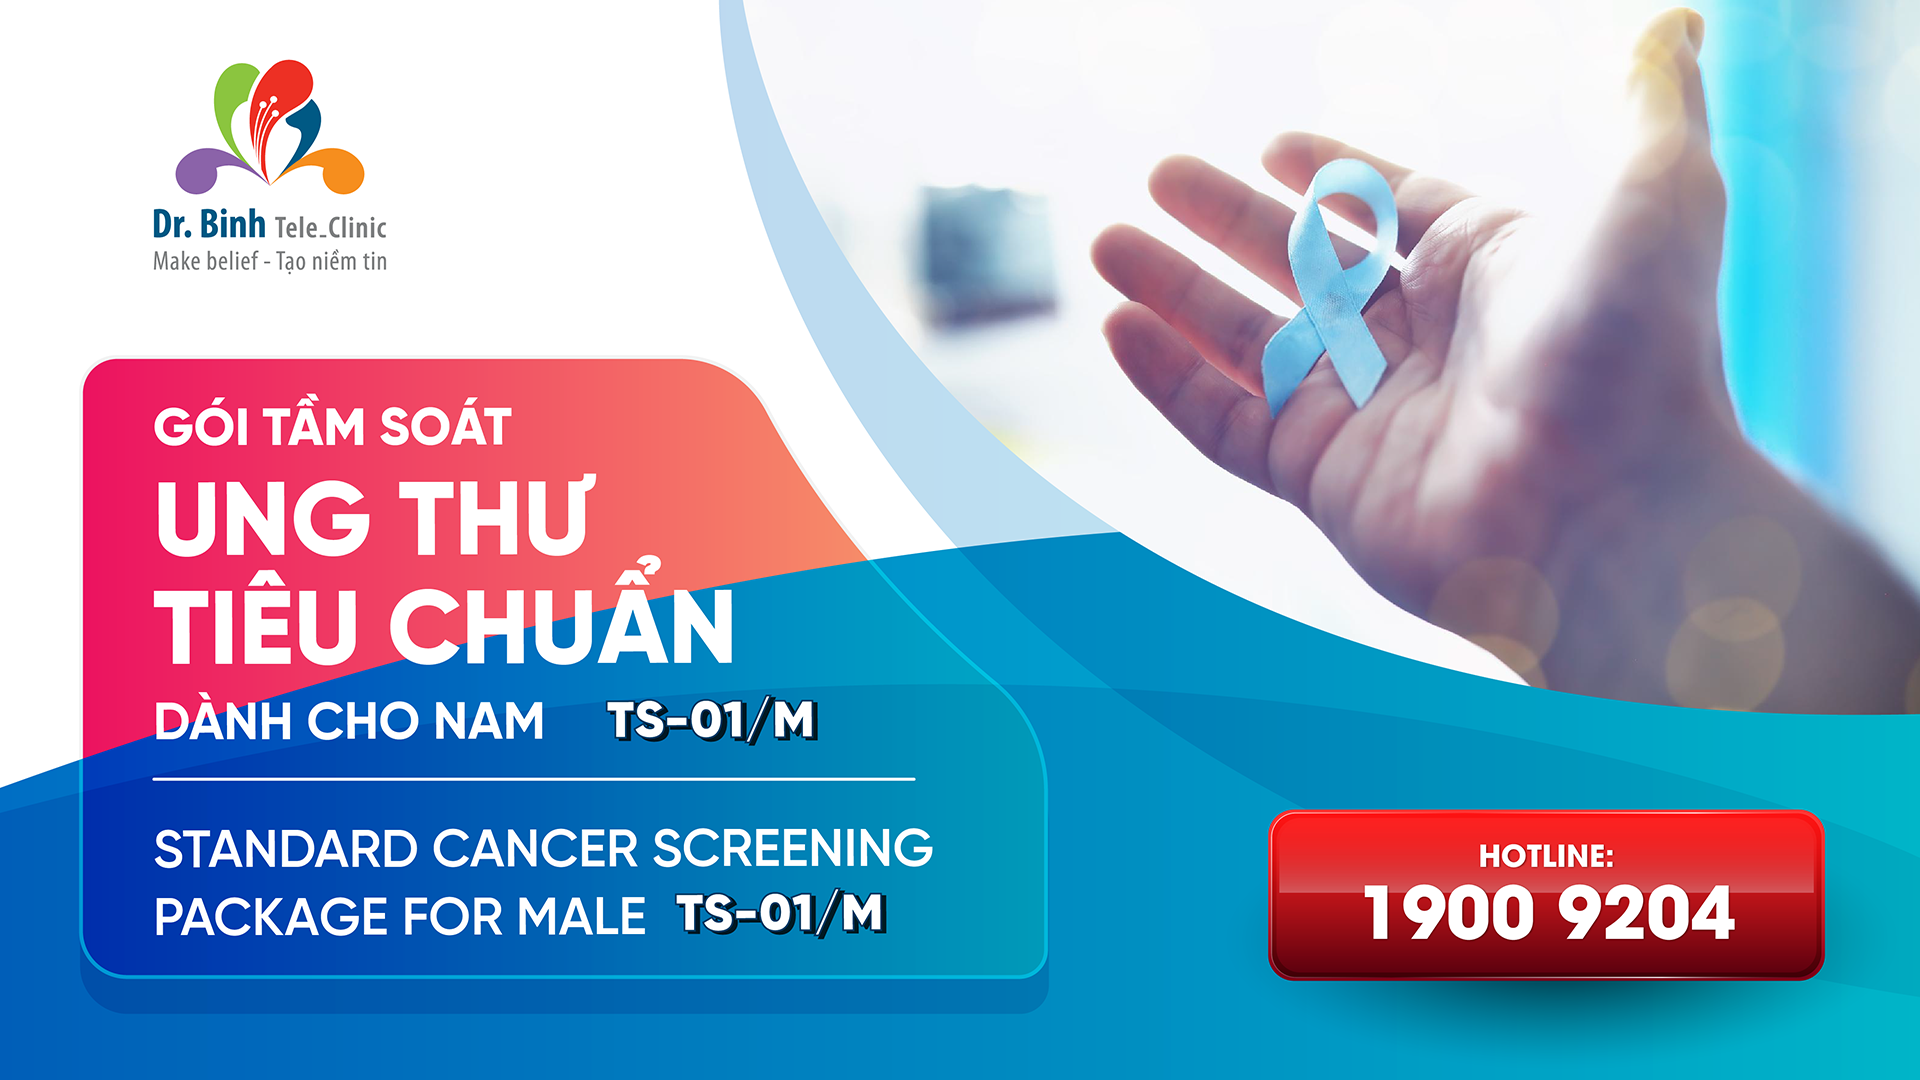 Dr. Binh Tele_Clinic
Make belief - Tạo niềm tin
GÓI TẦM SOÁT
UNG THƯ
TIÊU CHUẨN
DÀNH CHO NAM TS-01/M
STANDARD CANCER SCREENING
PACKAGE FOR MALE TS-01/M
HOTLINE:
1900 9204